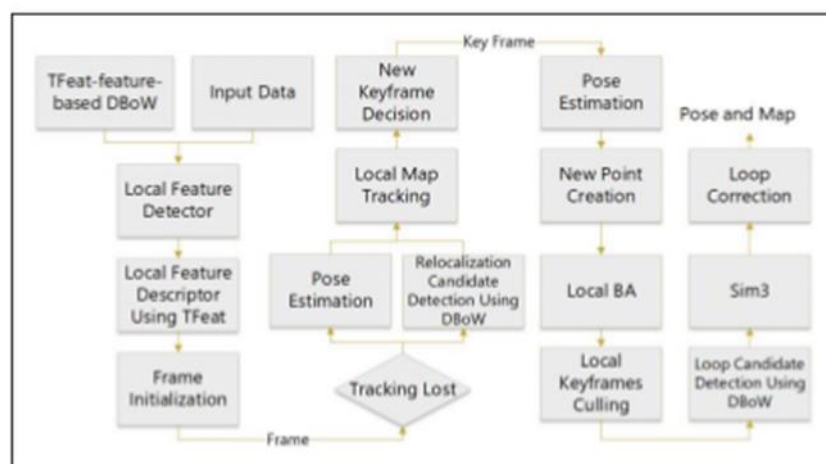 TFeat-feature-
based DBoW
Input Data
Local Feature
Detector
Local Feature
Descriptor
Using TFeat
Frame
Initialization
Frame
Tracking Lost
Pose
Estimation
Relocalization
Candidate
Detection Using
DBoW
Local Map
Tracking
New
Keyframe
Decision
Key Frame
Pose
Estimation
New Point
Creation
Local BA
Local
Keyframes
Culling
Loop Candidate
Detection Using
DBoW
Sim3
Loop
Correction
Pose and Map